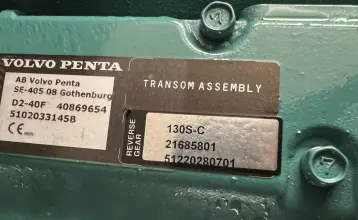 VOLVO PENTA
AB Volvo Penta
SE-405 08 Gothenburg
D2-40F 40869654
5102033145B
CE
TRANSOM ASSEMBLY
REVERSE GEAR
130S-C
21685801
51220280701